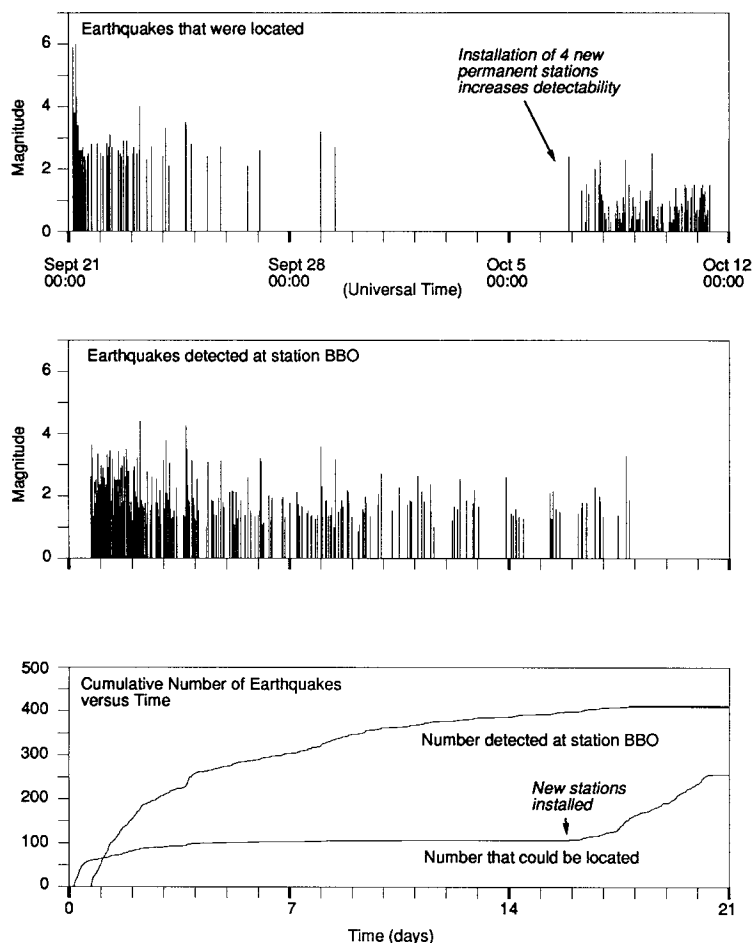 Earthquakes that were located
Installation of 4 new
permanent stations
increases detectability
Magnitude
6
4
2
0
Sept 21
00:00
Sept 28
00:00
Oct 5
00:00
Oct 12
00:00
(Universal Time)
Earthquakes detected at station BBO
Magnitude
6
4
2
0
500
400
300
200
100
0
Cumulative Number of Earthquakes
versus Time
Number detected at station BBO
New stations
installed
Number that could be located
0
7
14
21
Time (days)